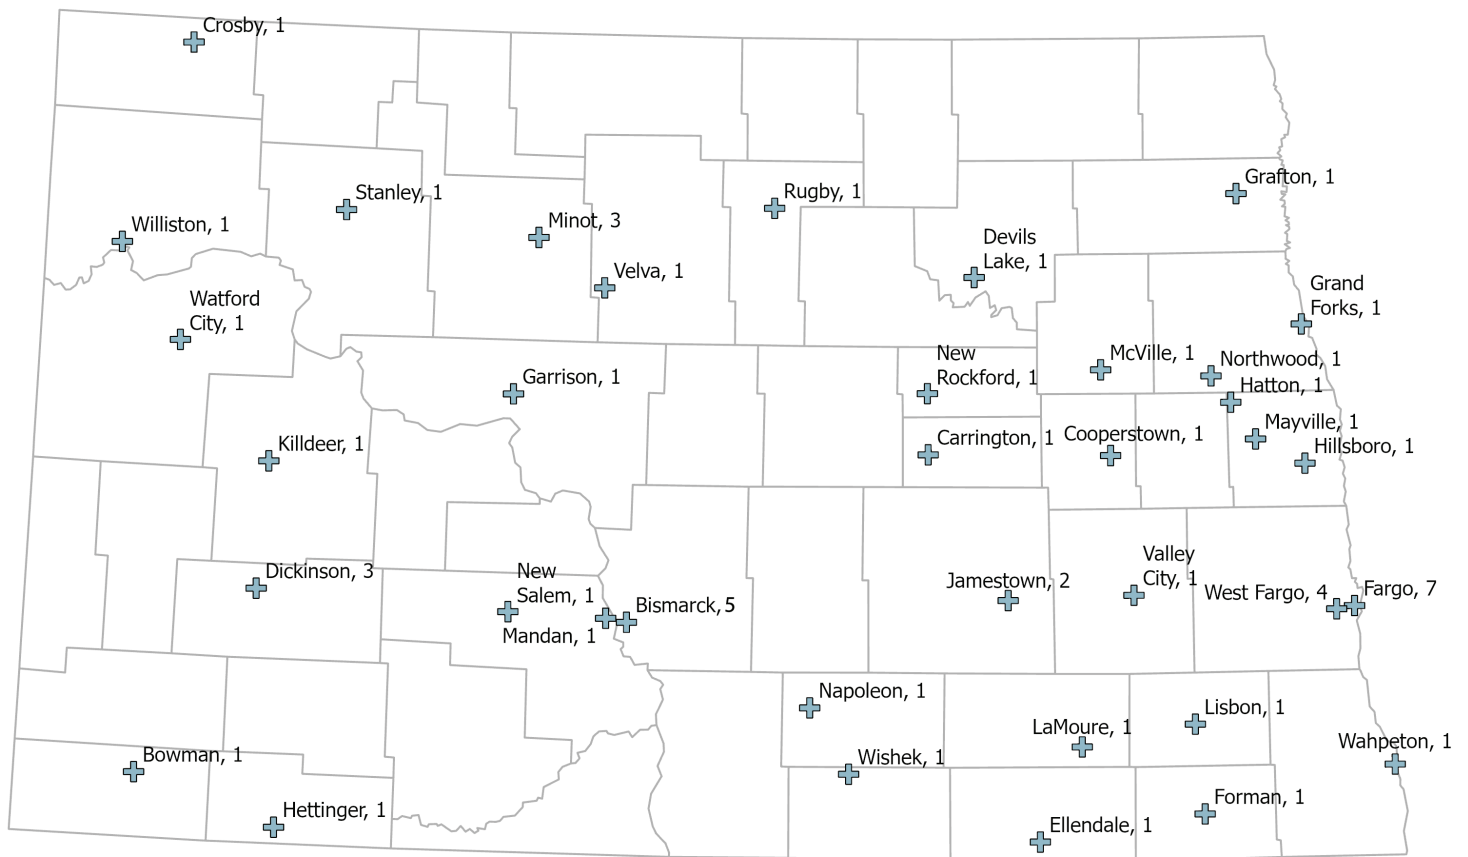 Crosby, 1
Grafton, 1
Stanley, 1
Rugby, 1
Williston, 1
Minot, 3
Devils
Lake, 1
Velva, 1
Grand
Forks, 1
Watford
City, 1
McVille, 1
New
Rockford, 1
Northwood, 1
Garrison, 1
Hatton, 1
Mayville, 1
Killdeer, 1
Carrington, 1
Cooperstown, 1
Hillsboro, 1
Valley
City, 1
Dickinson, 3
New
Salem, 1
Jamestown, 2
West Fargo, 4
Fargo, 7
Bismarck, 5
Mandan, 1
Napoleon, 1
Lisbon, 1
LaMoure, 1
Wahpeton, 1
Bowman, 1
Wishek, 1
Hettinger, 1
Forman, 1
Ellendale, 1